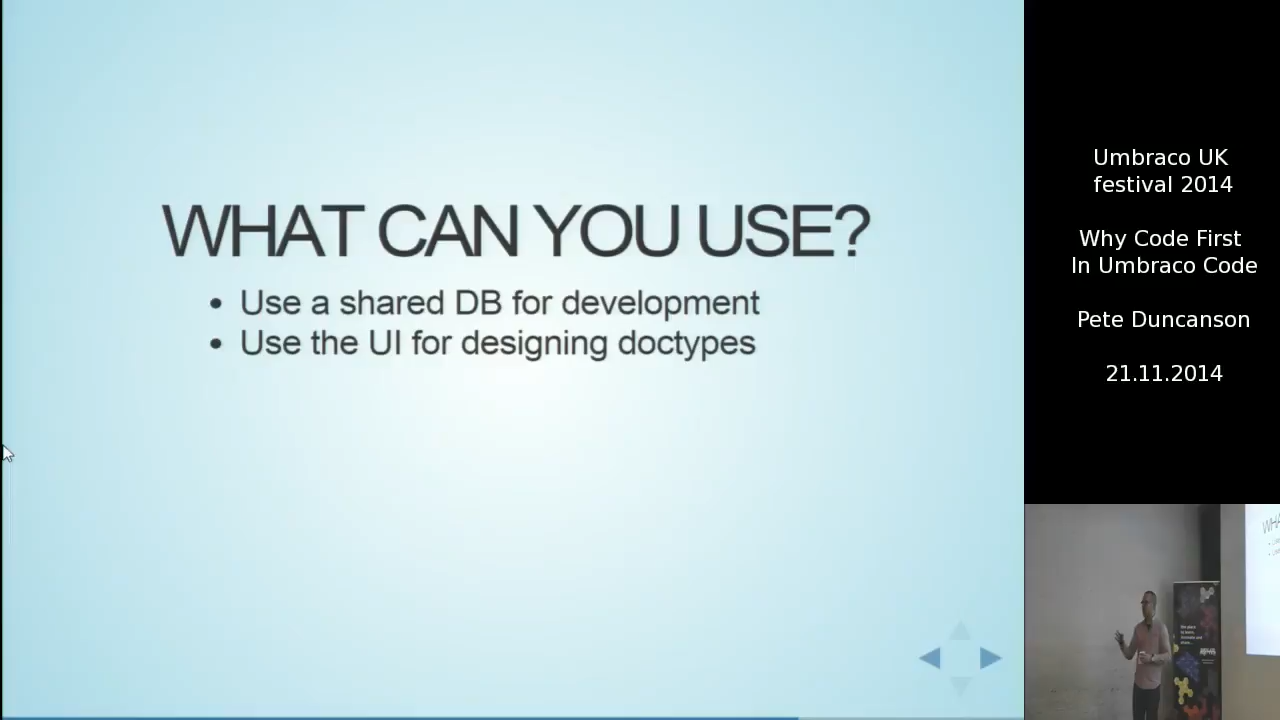 WHAT CAN YOU USE?
• Use a shared DB for development
• Use the UI for designing doctypes
Umbraco UK
festival 2014
Why Code First
In Umbraco Code
Pete Duncanson
21.11.2014